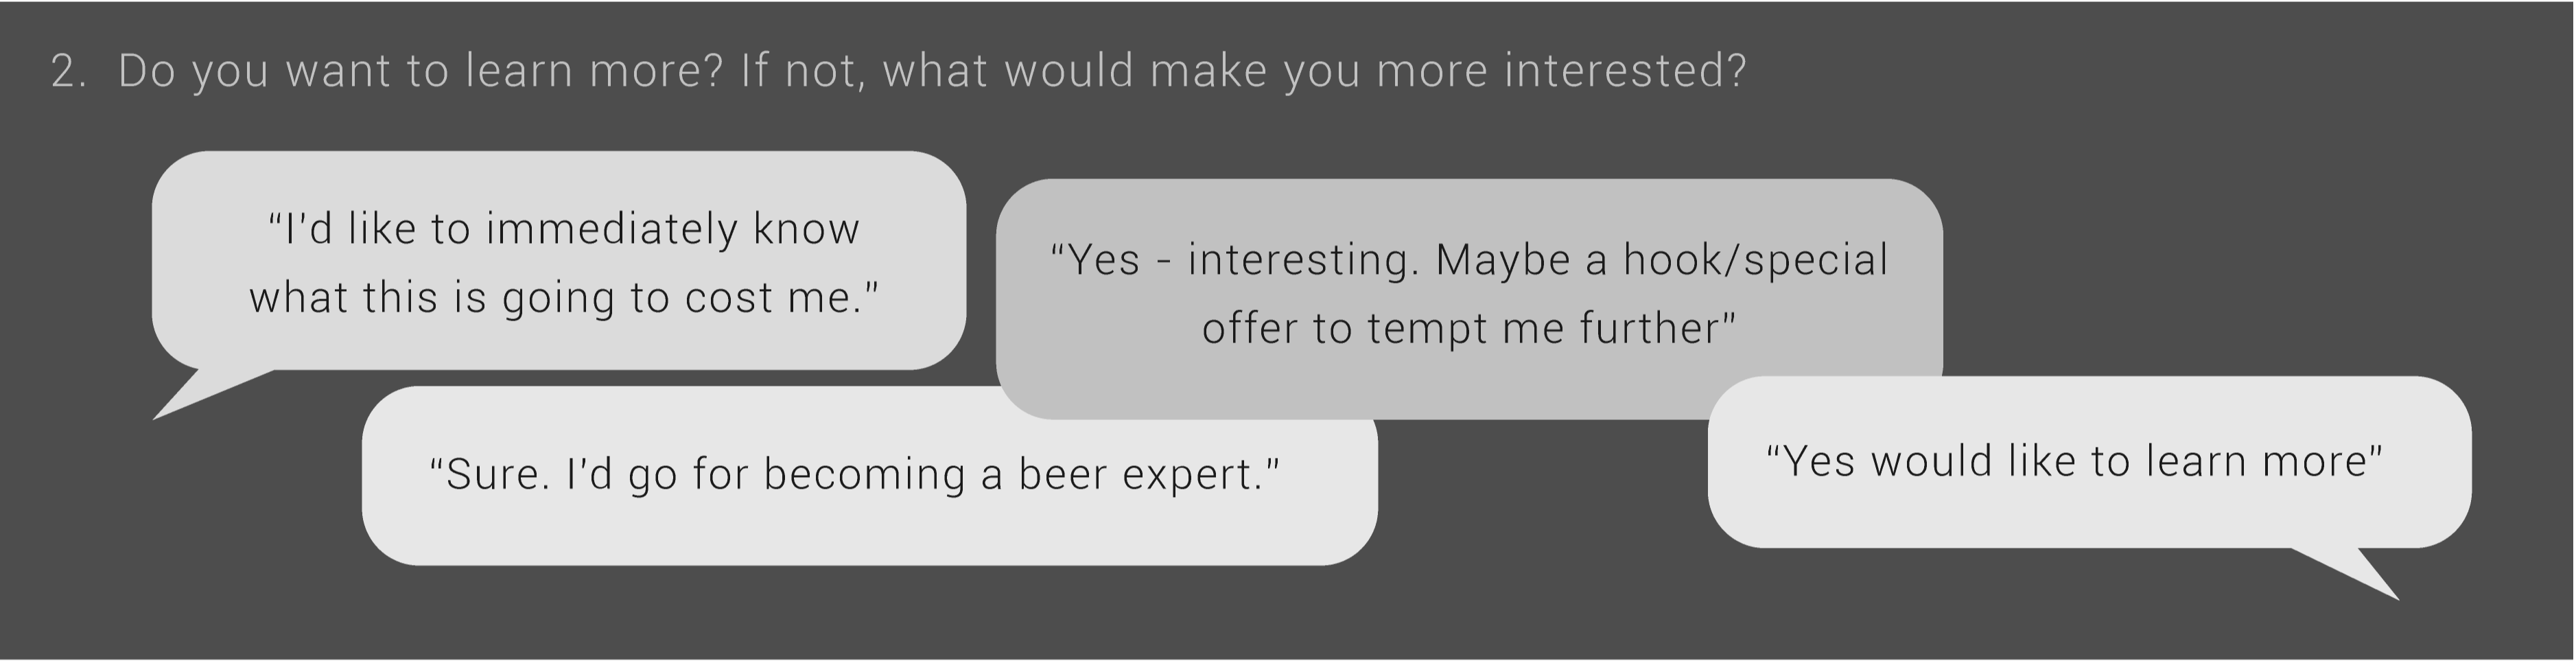 2. Do you want to learn more? If not, what would make you more interested?
“I’d like to immediately know
what this is going to cost me.”
“Yes - interesting. Maybe a hook/special
offer to tempt me further”
“Sure. I’d go for becoming a beer expert.”
“Yes would like to learn more”